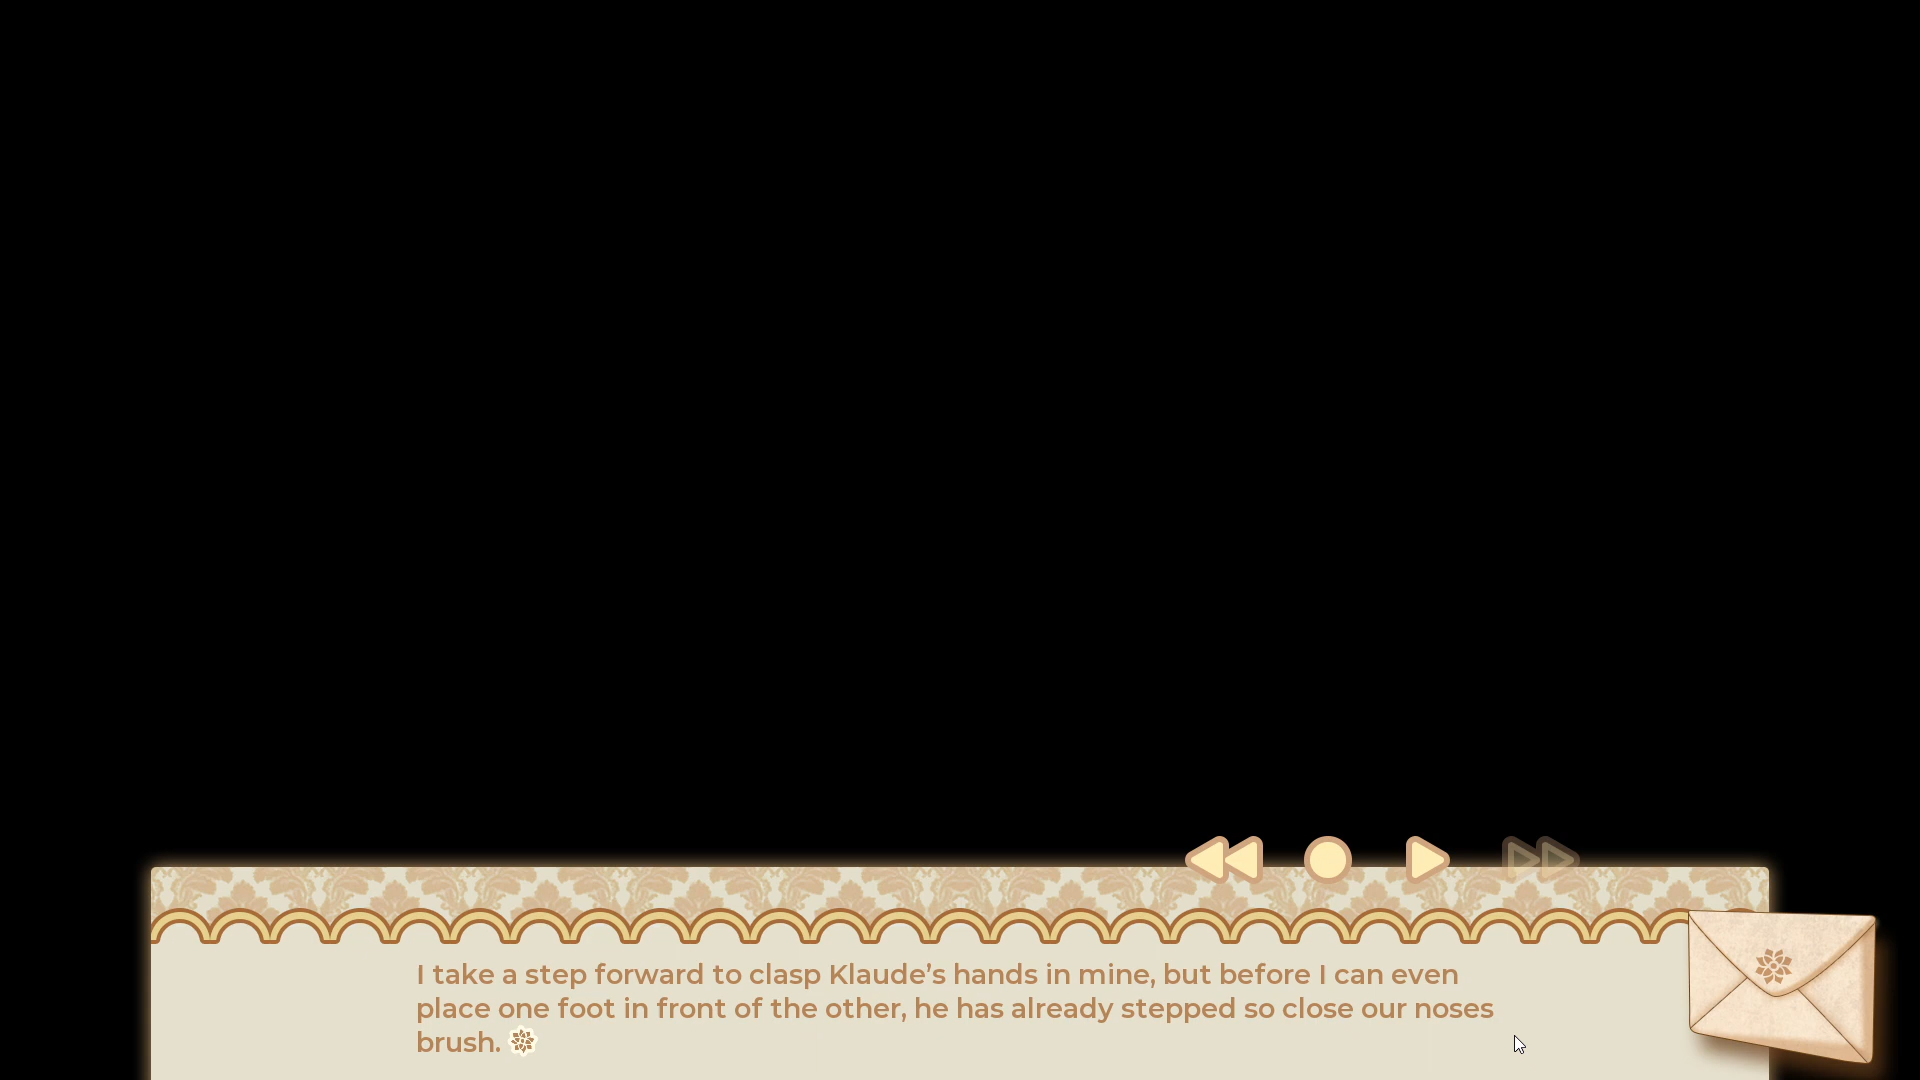 I take a step forward to clasp Klaude’s hands in mine, but before I can even
place one foot in front of the other, he has already stepped so close our noses
brush.